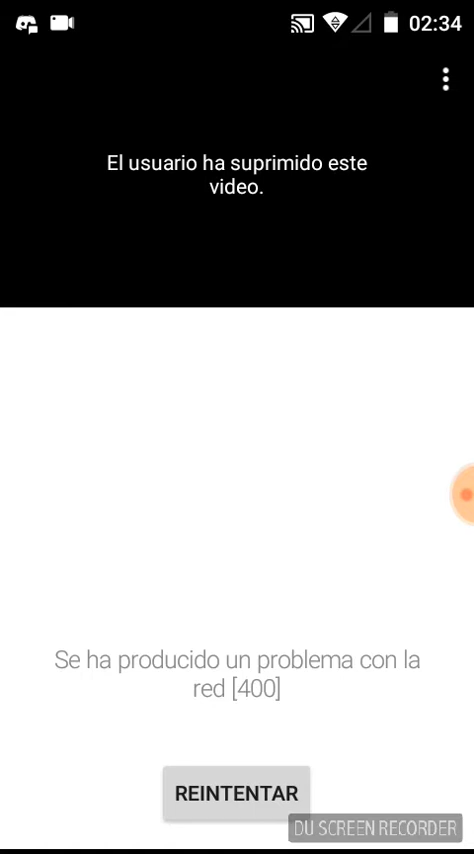 02:34
El usuario ha suprimido este
video.
Se ha producido un problema con la
red [400]
REINTENTAR
DU SCREEN RECORDER